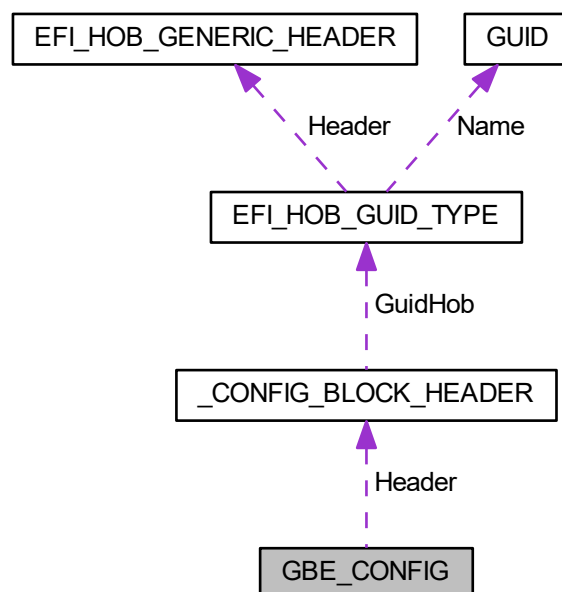 EFI_HOB_GENERIC_HEADER
GUID
Header
Name
EFI_HOB_GUID_TYPE
GuidHob
_CONFIG_BLOCK_HEADER
Header
GBE_CONFIG